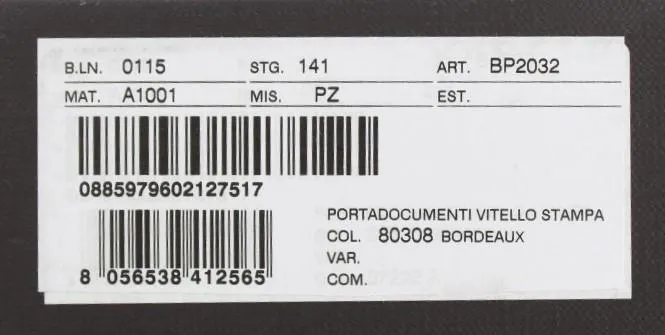 B.LN. 0115 STG. 141 ART. BP2032
MAT. A1001 MIS. PZ EST.
0885979602127517
8 056538 412565
PORTADOCUMENTI VITELLO STAMPA
COL. 80308 BORDEAUX
VAR.
COM.